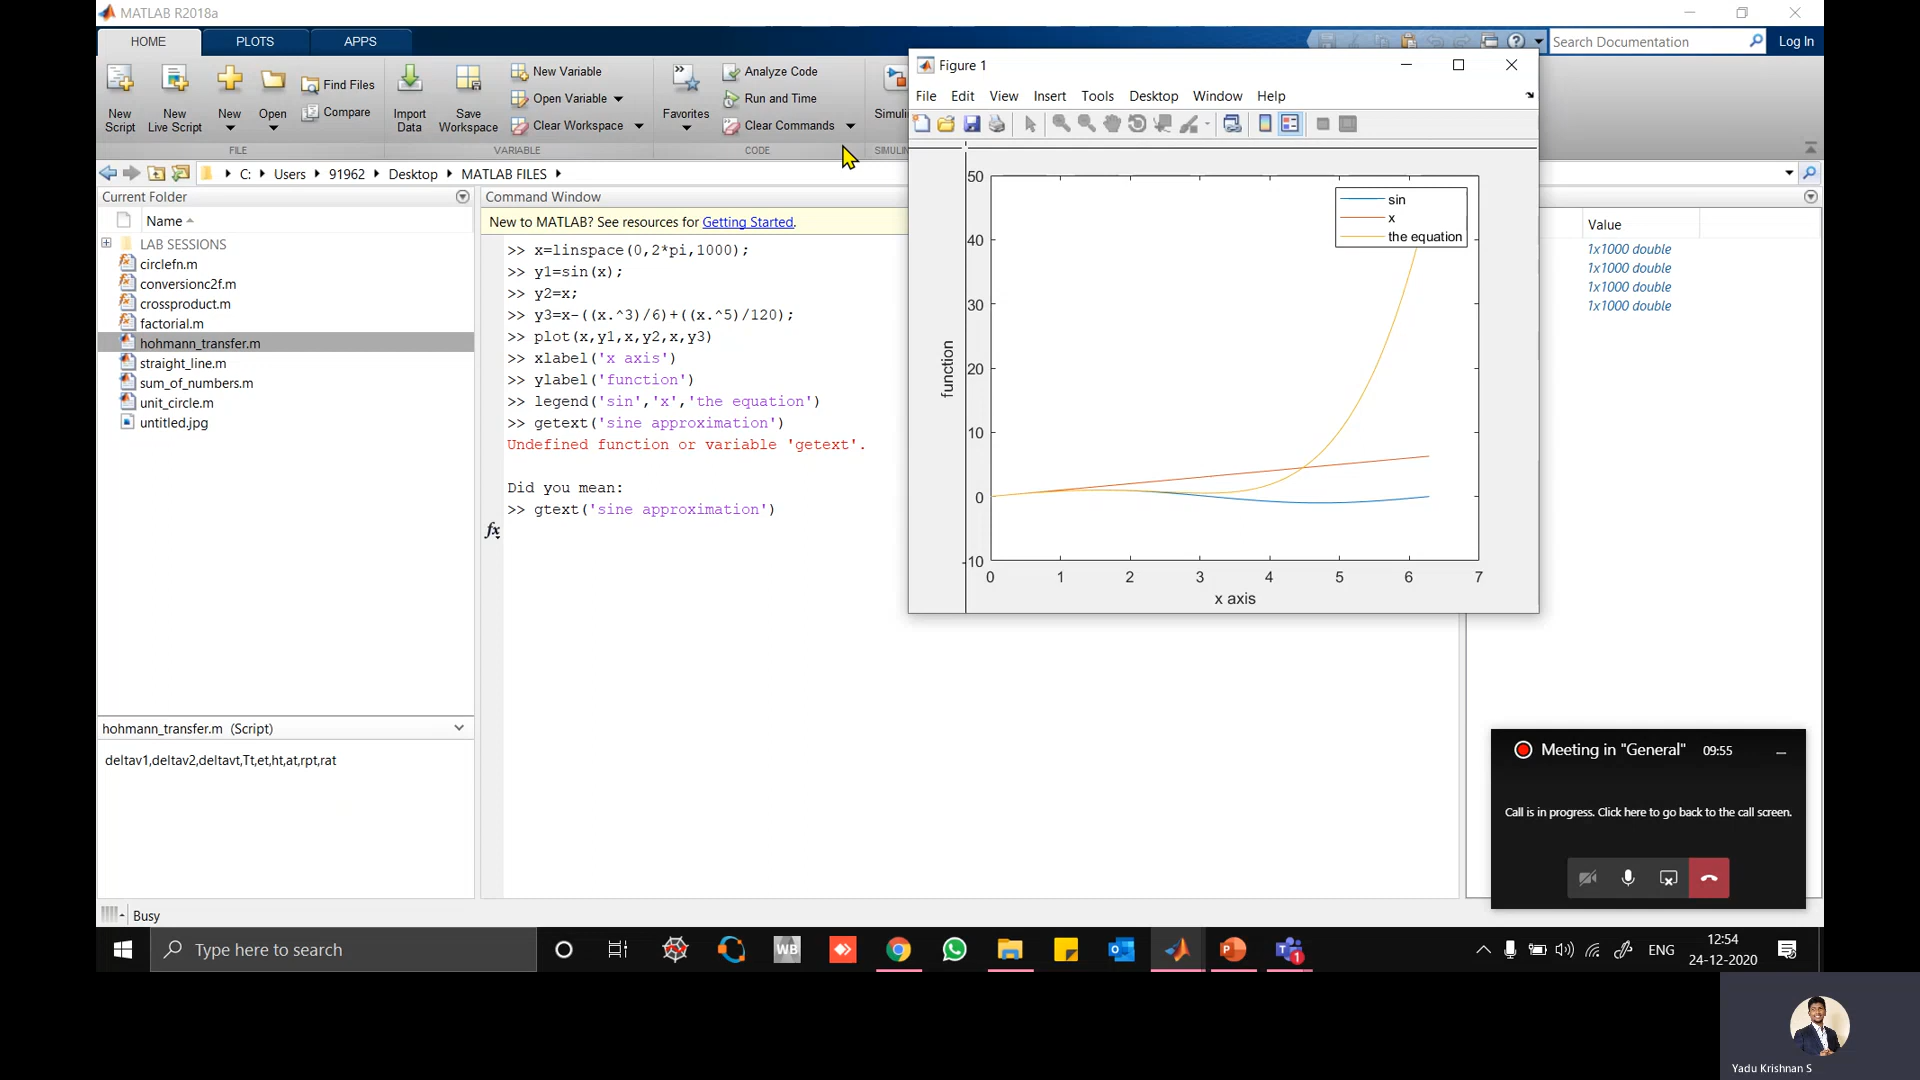 MATLAB R2018a
HOME PLOTS APPS
Search Documentation Log In
New Script
New Live Script
New
Open
Find Files
Compare
FILE
Import Data
Save Workspace
New Variable
Open Variable
Clear Workspace
VARIABLE
Favorites
Analyze Code
Run and Time
Clear Commands
CODE
Simulin
SIMULIN
C: Users 91962 Desktop MATLAB FILES
Current Folder
Name
LAB SESSIONS
circlefn.m
conversionc2f.m
crossproduct.m
factorial.m
hohmann_transfer.m
straight_line.m
sum_of_numbers.m
unit_circle.m
untitled.jpg
hohmann_transfer.m (Script)
deltav1,deltav2,deltavt,Tt,et,ht,at,rpt,rat
Busy
Command Window
New to MATLAB? See resources for Getting Started.
>> x=linspace(0,2*pi,1000);
>> y1=sin(x);
>> y2=x;
>> y3=x-((x.^3)/6)+((x.^5)/120);
>> plot(x,y1,x,y2,x,y3)
>> xlabel('x axis')
>> ylabel('function')
>> legend('sin','x','the equation')
>> getext('sine approximation')
Undefined function or variable 'getext'.
Did you mean:
>> gtext('sine approximation')
fx
Figure 1
File Edit View Insert Tools Desktop Window Help
50
40
30
20
10
0
-10
0 1 2 3 4 5 6 7
x axis
function
sin
x
the equation
Value
1x1000 double
1x1000 double
1x1000 double
1x1000 double
Meeting in "General" 09:55
Call is in progress. Click here to go back to the call screen.
Type here to search
WB
1
ENG
12:54
24-12-2020
Yadu Krishnan S